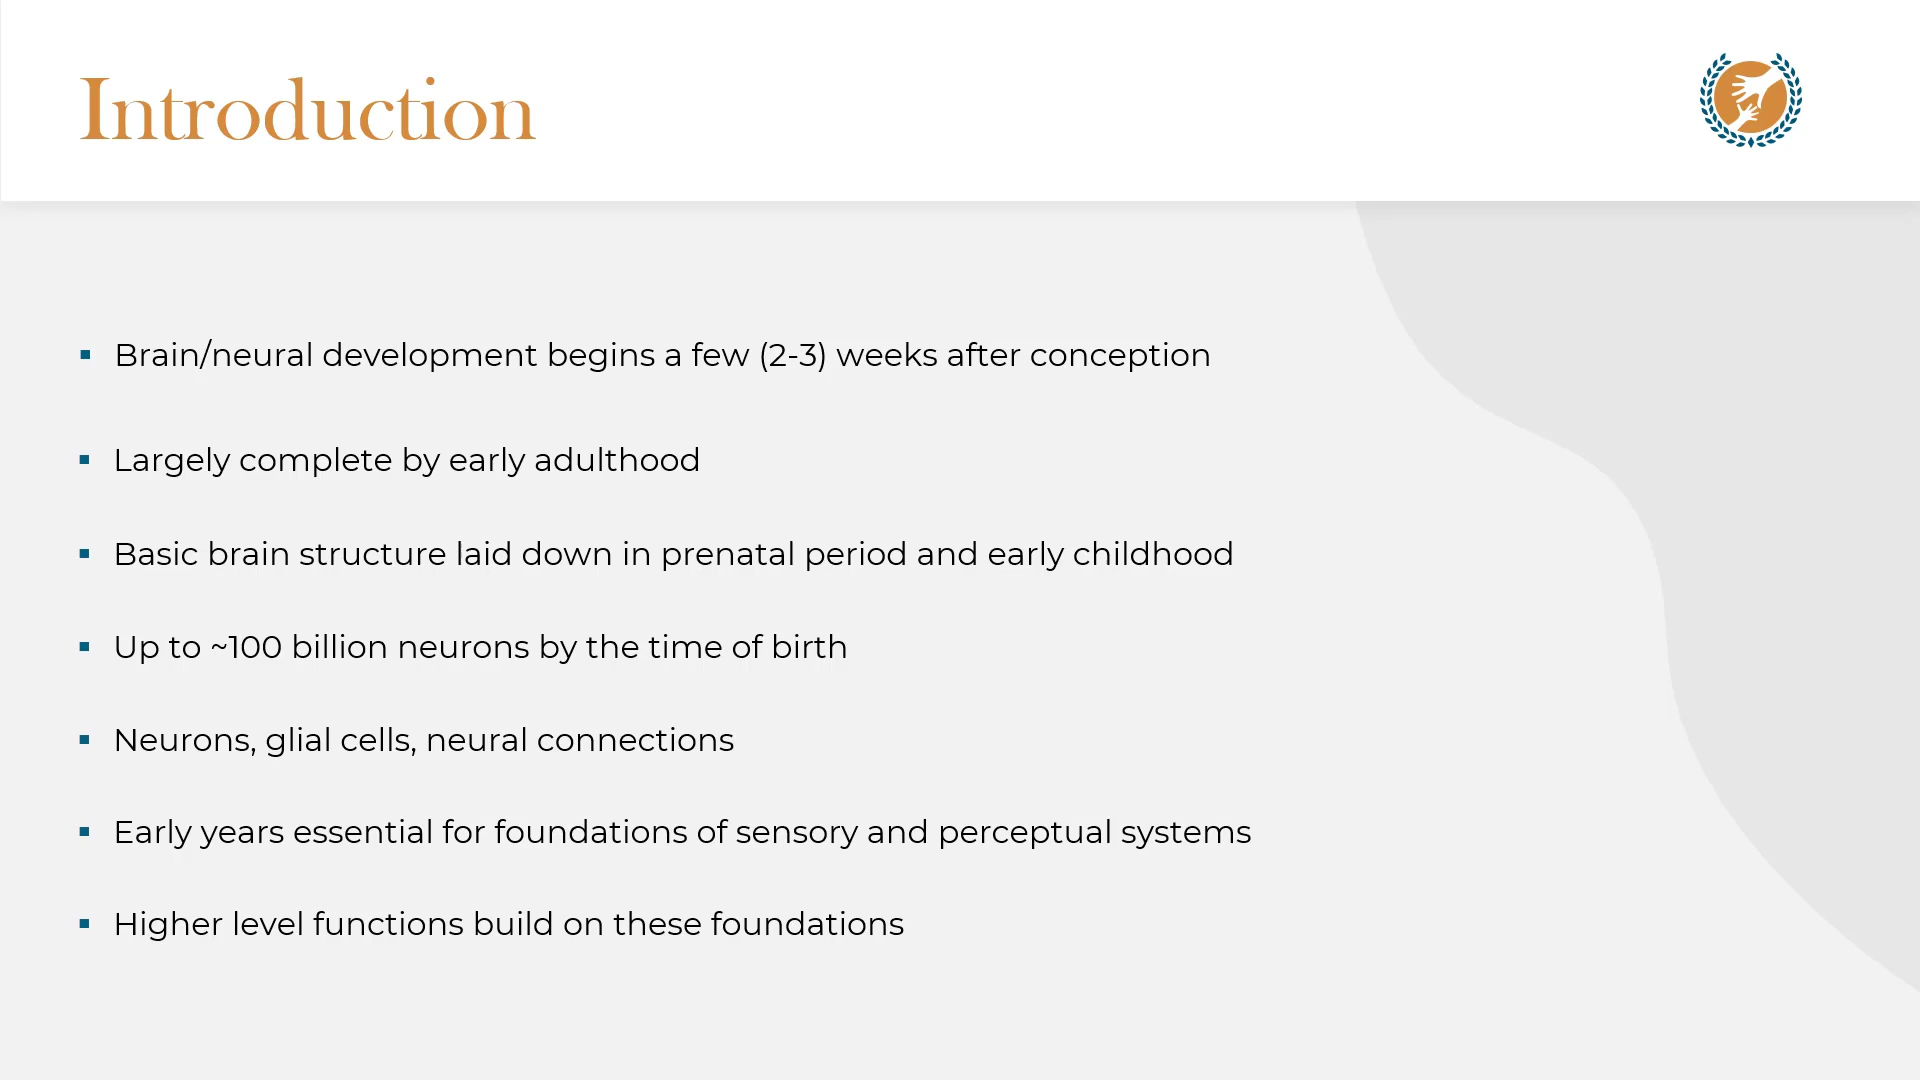 Introduction
▪ Brain/neural development begins a few (2-3) weeks after conception
▪ Largely complete by early adulthood
▪ Basic brain structure laid down in prenatal period and early childhood
▪ Up to ~100 billion neurons by the time of birth
▪ Neurons, glial cells, neural connections
▪ Early years essential for foundations of sensory and perceptual systems
▪ Higher level functions build on these foundations